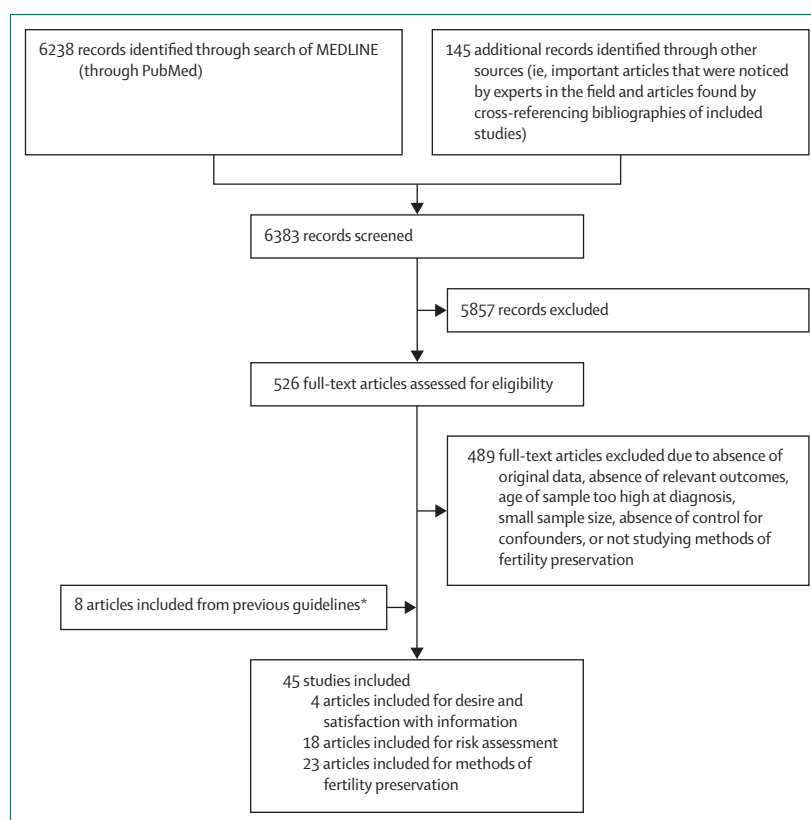 6238 records identified through search of MEDLINE
(through PubMed)
145 additional records identified through other
sources (ie, important articles that were noticed
by experts in the field and articles found by
cross-referencing bibliographies of included
studies)
6383 records screened
5857 records excluded
526 full-text articles assessed for eligibility
489 full-text articles excluded due to absence of
original data, absence of relevant outcomes,
age of sample too high at diagnosis,
small sample size, absence of control for
confounders, or not studying methods of
fertility preservation
8 articles included from previous guidelines*
45 studies included
4 articles included for desire and
satisfaction with information
18 articles included for risk assessment
23 articles included for methods of
fertility preservation